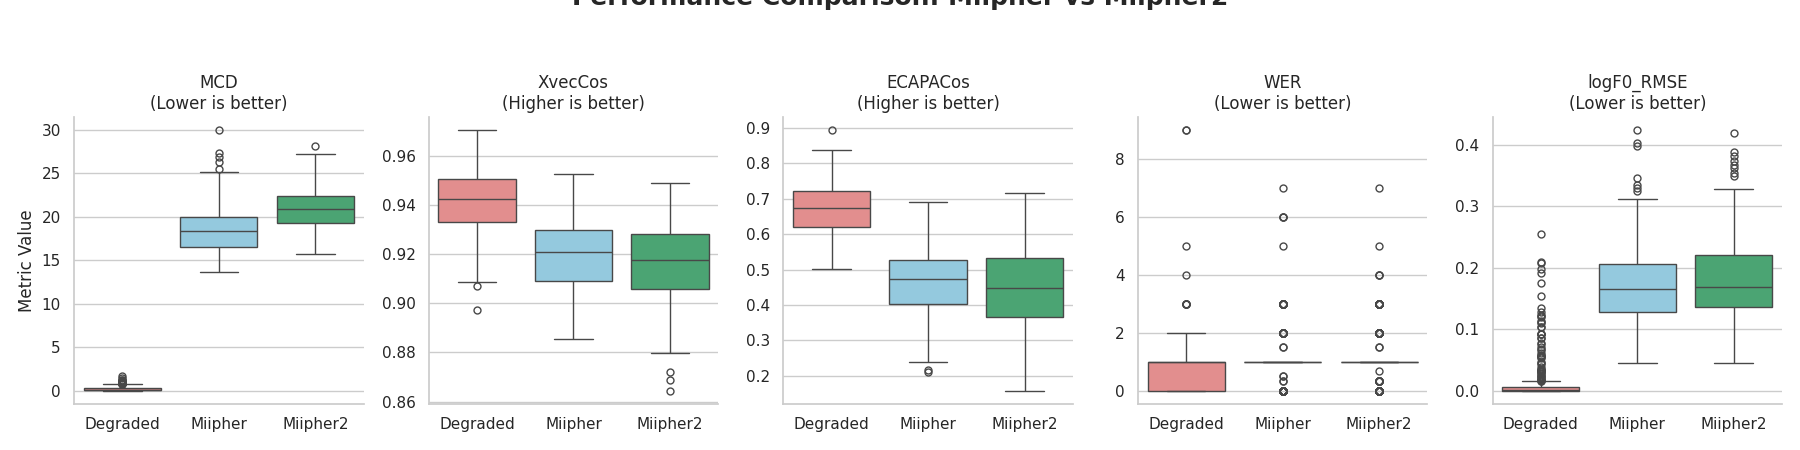 Performance Comparison: Miipher vs Miipher2
MCD
(Lower is better)
XvecCos
(Higher is better)
ECAPACos
(Higher is better)
WER
(Lower is better)
logF0_RMSE
(Lower is better)
Metric Value
30
25
20
15
10
5
0
Degraded Miipher Miipher2
0.96
0.94
0.92
0.90
0.88
0.86
Degraded Miipher Miipher2
0.9
0.8
0.7
0.6
0.5
0.4
0.3
0.2
Degraded Miipher Miipher2
8
6
4
2
0
Degraded Miipher Miipher2
0.4
0.3
0.2
0.1
0.0
Degraded Miipher Miipher2